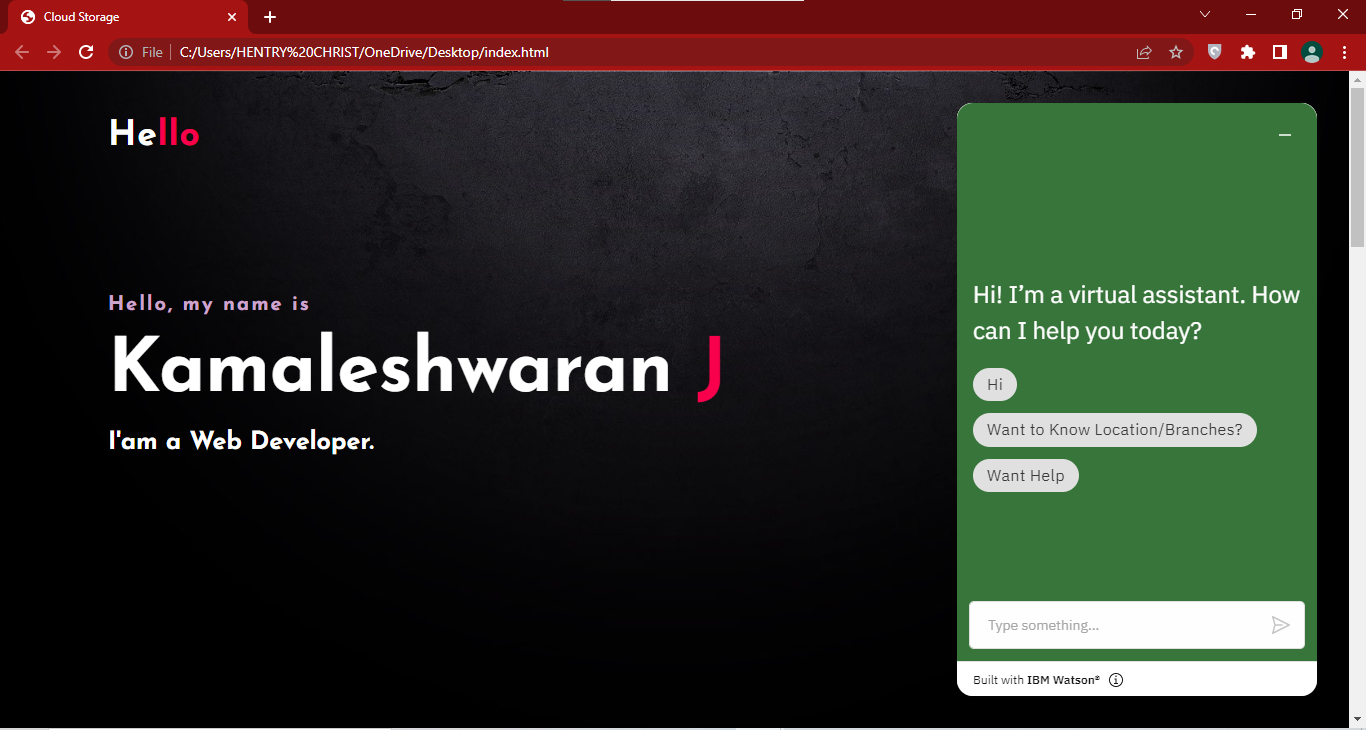 Cloud Storage
File
C:/Users/HENTRY%20CHRIST/OneDrive/Desktop/index.html
Hello
Hello, my name is
Kamaleshwaran J
I'am a Web Developer.
Hi! I’m a virtual assistant. How
can I help you today?
Hi
Want to Know Location/Branches?
Want Help
Type something...
Built with IBM Watson®